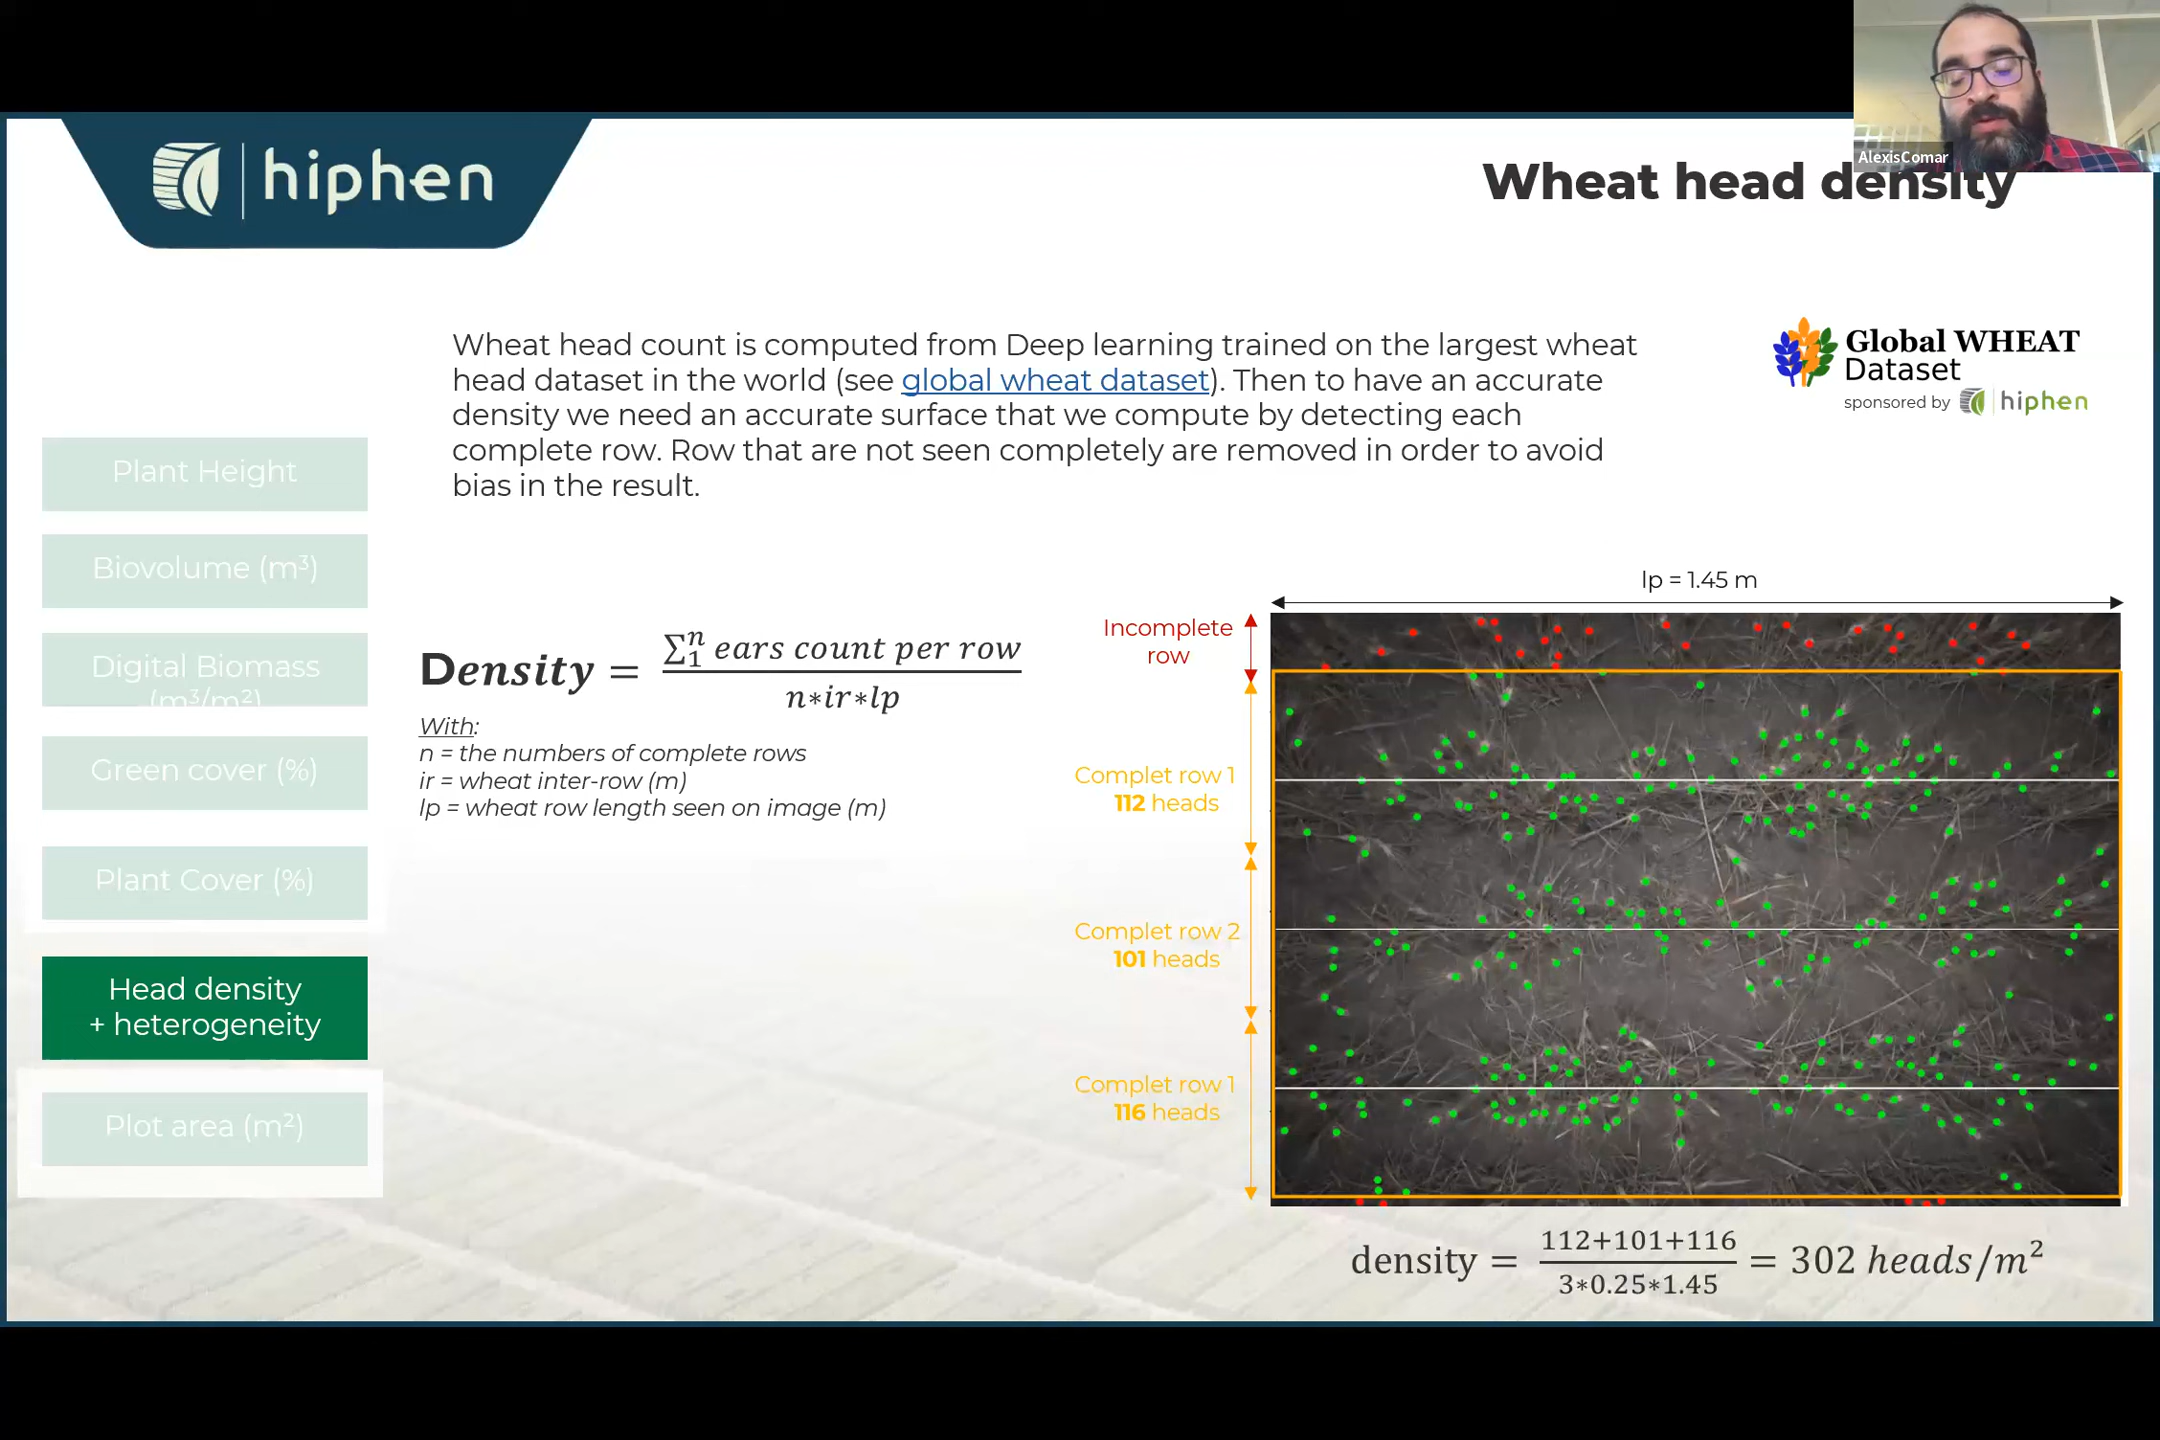 AlexisComar
hiphen
Wheat head density
Wheat head count is computed from Deep learning trained on the largest wheat
head dataset in the world (see global wheat dataset). Then to have an accurate
density we need an accurate surface that we compute by detecting each
complete row. Row that are not seen completely are removed in order to avoid
bias in the result.
Global WHEAT
Dataset
sponsored by hiphen
Plant Height
Biovolume (m³)
Digital Biomass
(m³/m²)
Green cover (%)
Plant Cover (%)
Head density
+ heterogeneity
Plot area (m²)
Density = \frac{∑₁ⁿ ears count per row}{n*ir*lp}
With:
n = the numbers of complete rows
ir = wheat inter-row (m)
lp = wheat row length seen on image (m)
lp = 1.45 m
Incomplete
row
Complet row 1
112 heads
Complet row 2
101 heads
Complet row 1
116 heads
density = \frac{112+101+116}{3*0.25*1.45} = 302 heads/m²